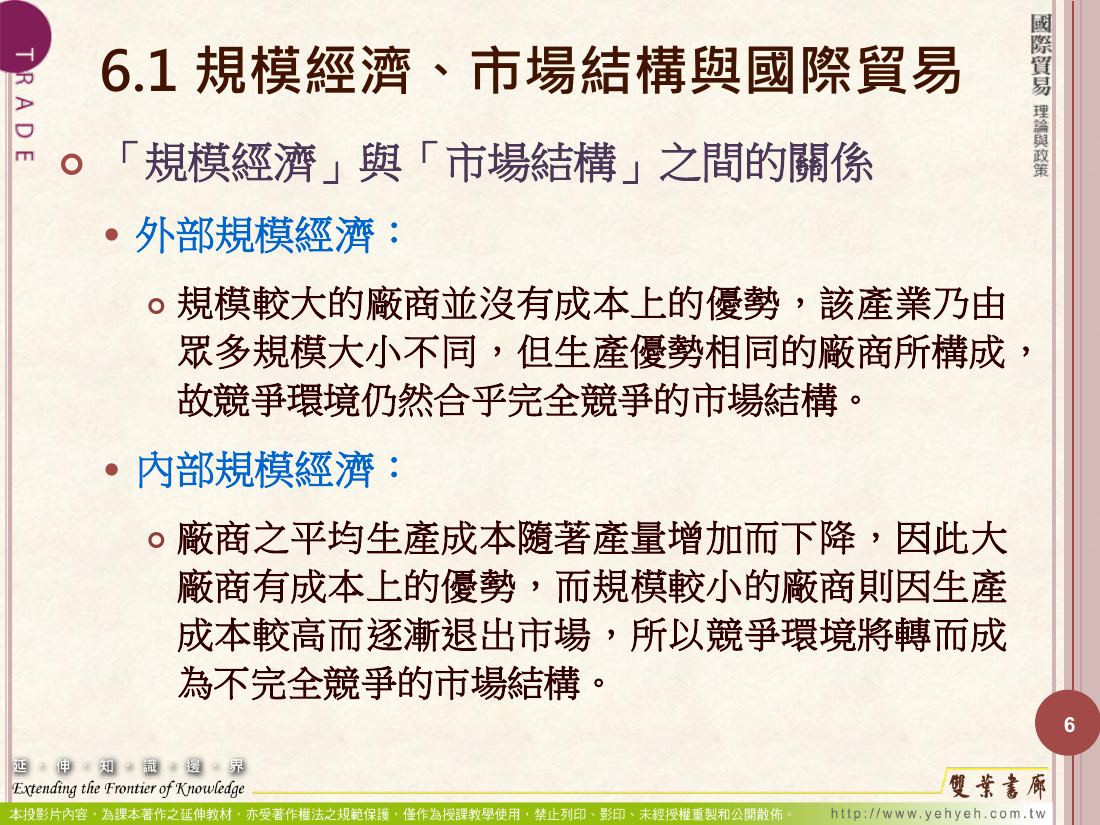 TRADE
6.1 規模經濟、市場結構與國際貿易
國際貿易 理論與政策
「規模經濟」與「市場結構」之間的關係
外部規模經濟：
規模較大的廠商並沒有成本上的優勢，該產業乃由
眾多規模大小不同，但生產優勢相同的廠商所構成，
故競爭環境仍然合乎完全競爭的市場結構。
內部規模經濟：
廠商之平均生產成本隨著產量增加而下降，因此大
廠商有成本上的優勢，而規模較小的廠商則因生產
成本較高而逐漸退出市場，所以競爭環境將轉而成
為不完全競爭的市場結構。
6
延。伸。知。識。邊。界
Extending the Frontier of Knowledge
雙葉書廊
本投影片內容，為課本著作之延伸教材，亦受著作權法之規範保護，僅作為授課教學使用，禁止列印、影印、未經授權重製和公開散佈。
http://www.yehyeh.com.tw